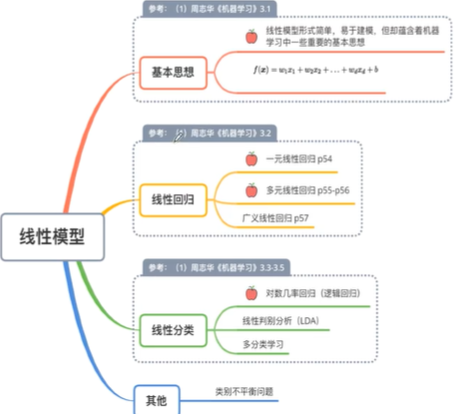 参考：（1）周志华《机器学习》3.1
线性模型形式简单，易于建模，但却蕴含着机器
学习中一些重要的基本思想
基本思想
f(x) = w₁x₁ + w₂x₂ + ... + w_dx_d + b
参考： 周志华《机器学习》3.2
一元线性回归 p54
线性回归
多元线性回归 p55-p56
广义线性回归 p57
线性模型
参考：（1）周志华《机器学习》3.3-3.5
对数几率回归（逻辑回归）
线性分类
线性判别分析（LDA）
多分类学习
类别不平衡问题
其他